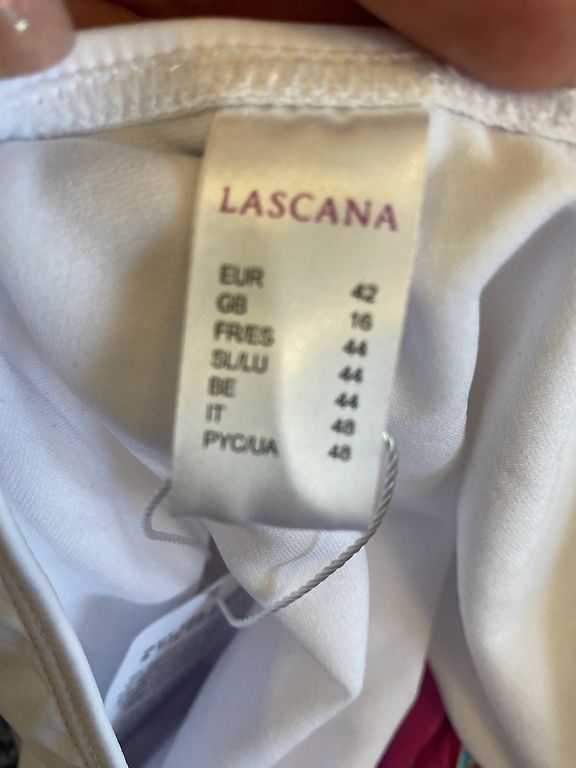 LASCANA
EUR 42
GB 16
FR/ES 44
SL/LU 44
BE 44
IT 48
PYC/UA 48